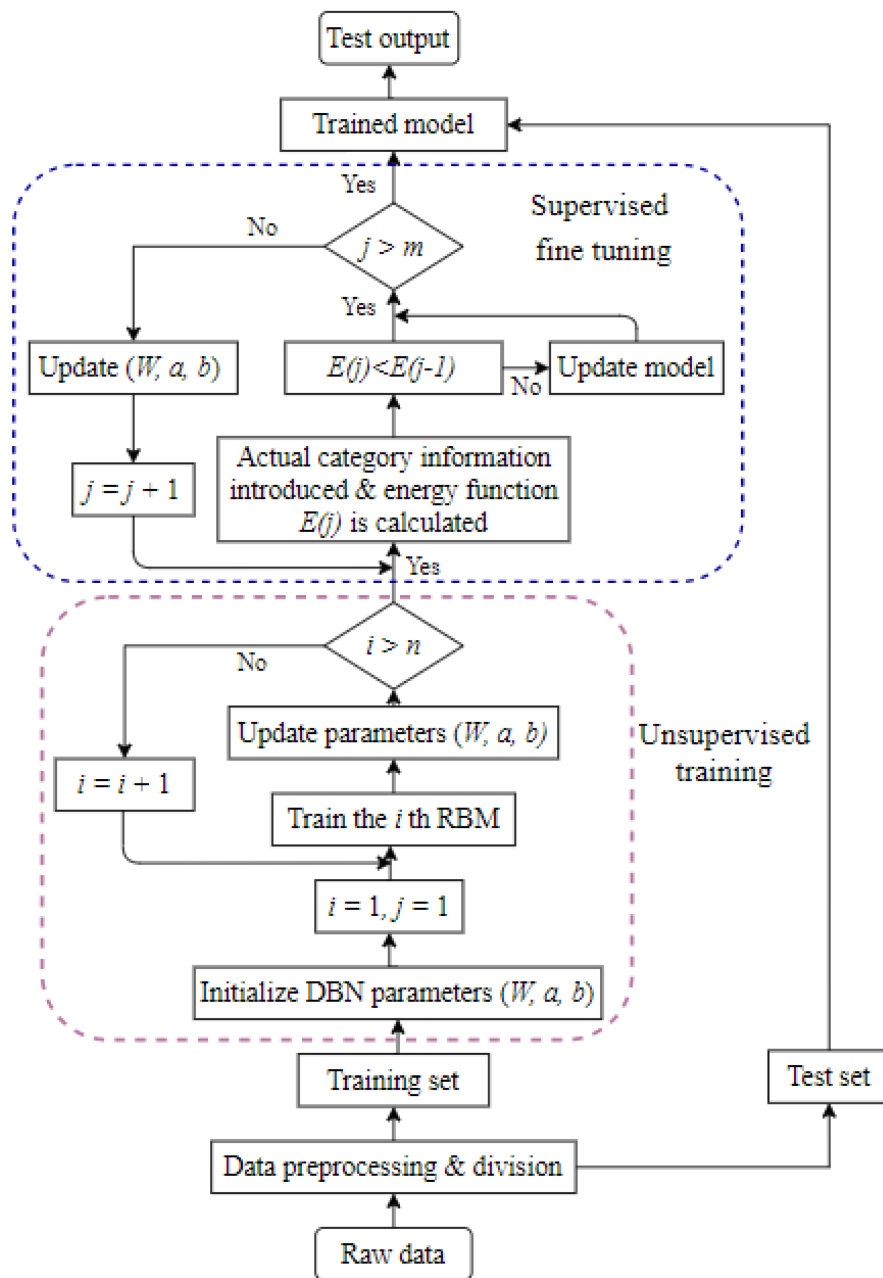 Test output
Trained model
Yes
Supervised
fine tuning
No
j > m
Yes
Update (W, a, b)
E(j)<E(j-1)
No
Update model
Actual category information
introduced & energy function
E(j) is calculated
j = j + 1
Yes
i > n
No
Update parameters (W, a, b)
Unsupervised
training
i = i + 1
Train the i th RBM
i = 1, j = 1
Initialize DBN parameters (W, a, b)
Training set
Test set
Data preprocessing & division
Raw data